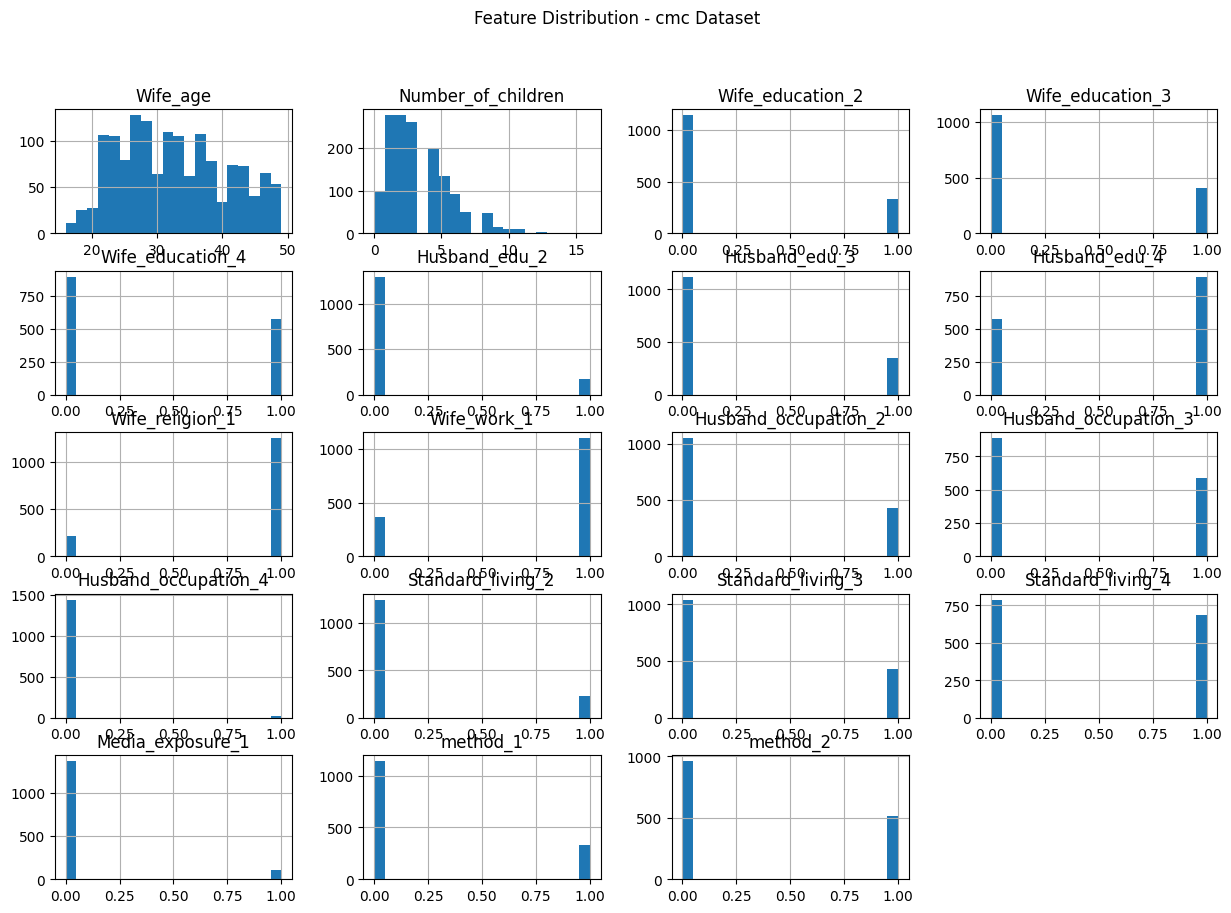 Feature Distribution - cmc Dataset
Wife_age Number_of_children Wife_education_2 Wife_education_3
100 50 0 200 100 0 1000 500 0 1000 500 0
20 30 40 50 0 5 10 15 0.00 0.25 0.50 0.75 1.00 0.00 0.25 0.50 0.75 1.00
Wife_education_4 Husband_edu_2 Husband_edu_3 Husband_edu_4
750 500 250 0 1000 500 0 1000 500 0 750 500 250 0
0.00 0.25 0.50 0.75 1.00 0.00 0.25 0.50 0.75 1.00 0.00 0.25 0.50 0.75 1.00 0.00 0.25 0.50 0.75 1.00
Wife_religion_1 Wife_work_1 Husband_occupation_2 Husband_occupation_3
1000 500 0 1000 500 0 1000 500 0 750 500 250 0
0.00 0.25 0.50 0.75 1.00 0.00 0.25 0.50 0.75 1.00 0.00 0.25 0.50 0.75 1.00 0.00 0.25 0.50 0.75 1.00
Husband_occupation_4 Standard_living_2 Standard_living_3 Standard_living_4
1500 1000 500 0 1000 500 0 1000 500 0 750 500 250 0
0.00 0.25 0.50 0.75 1.00 0.00 0.25 0.50 0.75 1.00 0.00 0.25 0.50 0.75 1.00 0.00 0.25 0.50 0.75 1.00
Media_exposure_1 method_1 method_2
1000 500 0 1000 500 0 1000 500 0
0.00 0.25 0.50 0.75 1.00 0.00 0.25 0.50 0.75 1.00 0.00 0.25 0.50 0.75 1.00